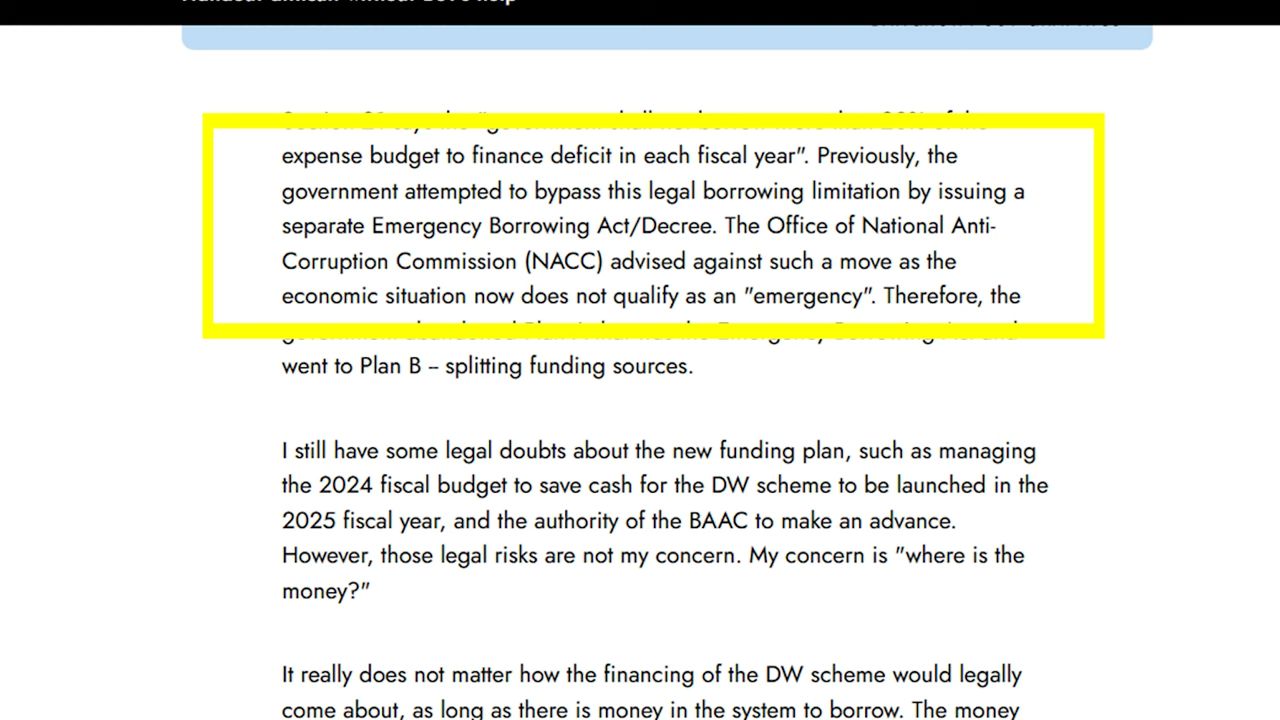 expense budget to finance deficit in each fiscal year". Previously, the
government attempted to bypass this legal borrowing limitation by issuing a
separate Emergency Borrowing Act/Decree. The Office of National Anti-
Corruption Commission (NACC) advised against such a move as the
economic situation now does not qualify as an "emergency". Therefore, the
went to Plan B – splitting funding sources.
I still have some legal doubts about the new funding plan, such as managing
the 2024 fiscal budget to save cash for the DW scheme to be launched in the
2025 fiscal year, and the authority of the BAAC to make an advance.
However, those legal risks are not my concern. My concern is "where is the
money?"
It really does not matter how the financing of the DW scheme would legally
come about, as long as there is money in the system to borrow. The money